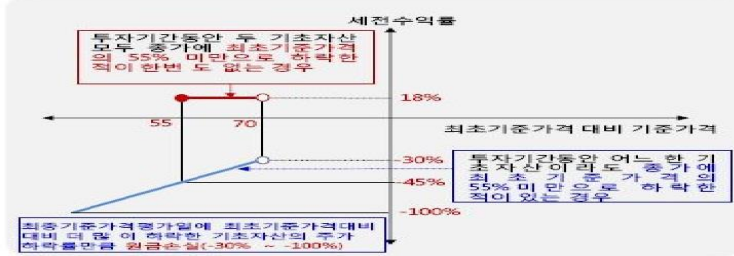 세전수익률
투자기간동안 두 기초자산
모두 종가에 최초기준가격
의 55% 미만으로 하락한
적이 한번 도 없는 경우
18%
55
70
최초기준가격 대비 기준가격
-30%
-45%
-100%
투자기간동안 어느 한 기
초자산이라도 종가에
최초기준가격의
55% 미만으로 하락한
적이 있는 경우
최종기준가격평가일에 최초기준가격대비
대비 더 많 이 하락한 기초자산의 주가
하락률만큼 원금손실(-30% ~ -100%)